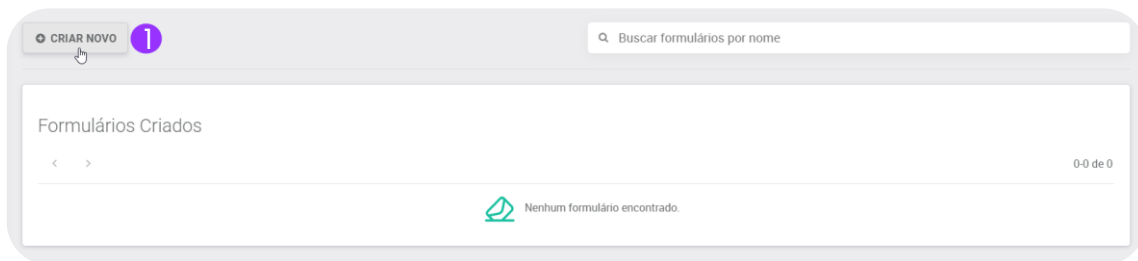 CRIAR NOVO
1
Buscar formulários por nome
Formulários Criados
0-0 de 0
Nenhum formulário encontrado.